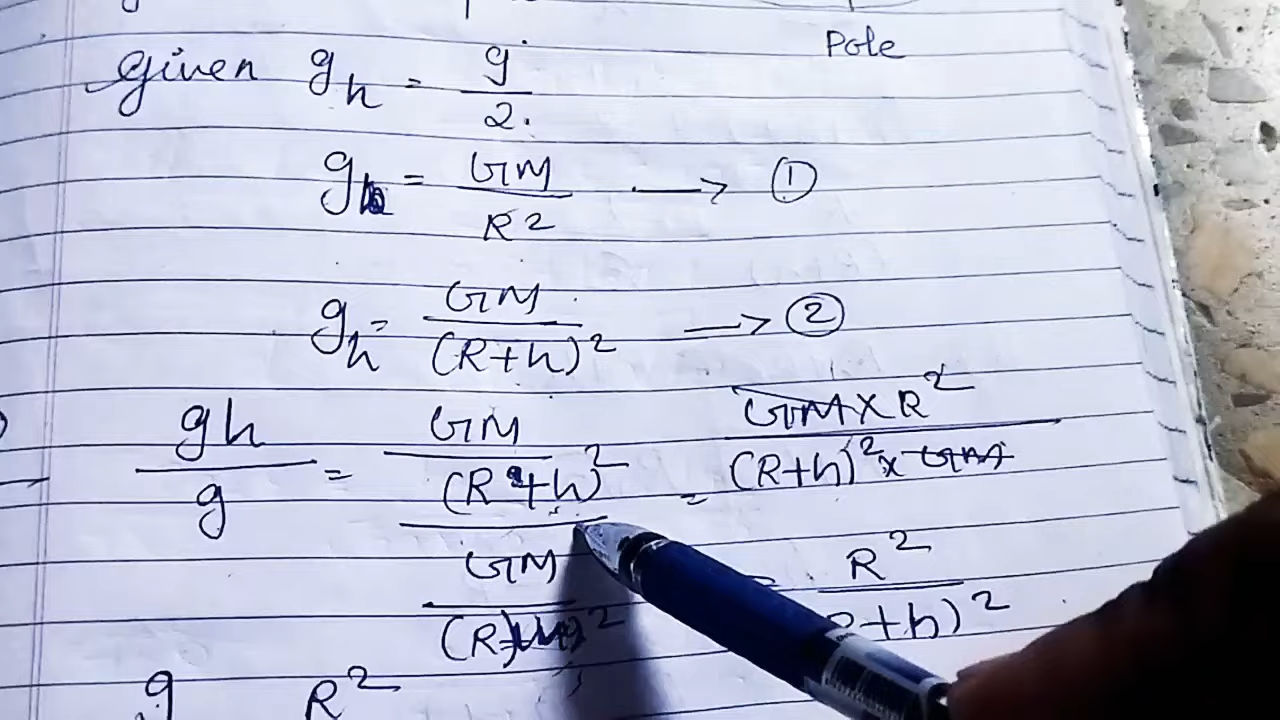 Pole
given gh = g/2.
g = GM/R² → ①
gh = GM/(R+h)² → ②
gh/g = GM/(R+h)² / GM/(R)² = GM×R²/(R+h)²×GM
= R²/(R+h)²
g R²